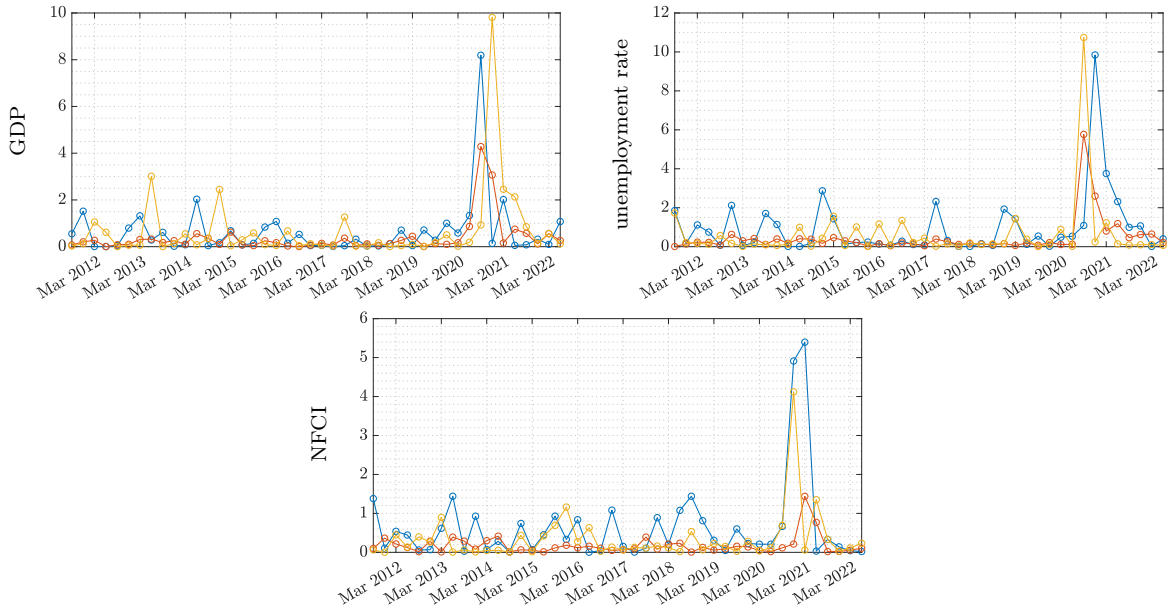 GDP
10
8
6
4
2
0
Mar 2012
Mar 2013
Mar 2014
Mar 2015
Mar 2016
Mar 2017
Mar 2018
Mar 2019
Mar 2020
Mar 2021
Mar 2022
unemployment rate
12
10
8
6
4
2
0
Mar 2012
Mar 2013
Mar 2014
Mar 2015
Mar 2016
Mar 2017
Mar 2018
Mar 2019
Mar 2020
Mar 2021
Mar 2022
NFCI
6
5
4
3
2
1
0
Mar 2012
Mar 2013
Mar 2014
Mar 2015
Mar 2016
Mar 2017
Mar 2018
Mar 2019
Mar 2020
Mar 2021
Mar 2022